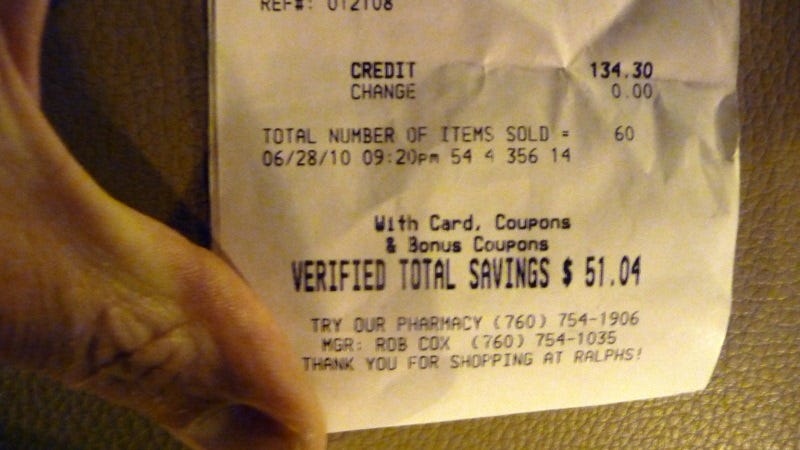 REF#: 012108
CREDIT 134.30
CHANGE 0.00
TOTAL NUMBER OF ITEMS SOLD = 60
06/28/10 09:20pm 54 4 356 14
With Card, Coupons
& Bonus Coupons
VERIFIED TOTAL SAVINGS $ 51.04
TRY OUR PHARMACY (760) 754-1906
MGR: ROB COX (760) 754-1035
THANK YOU FOR SHOPPING AT RALPHS!